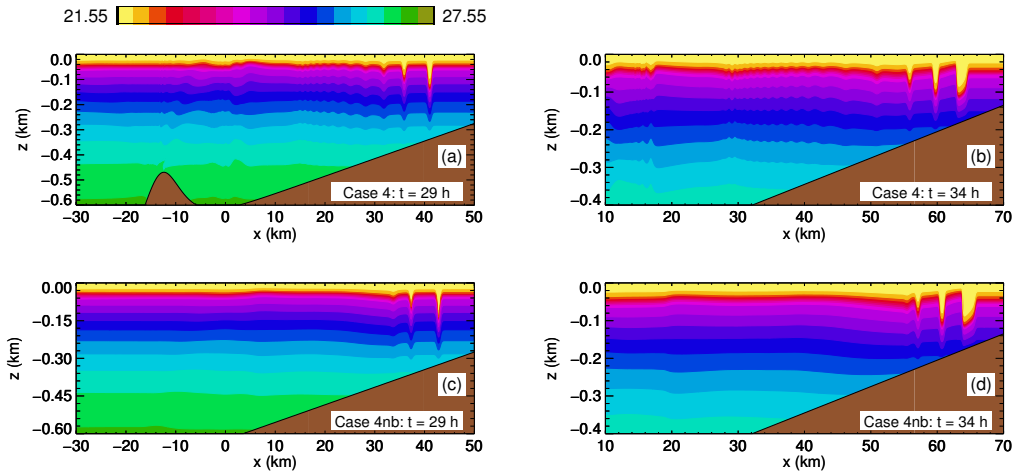 21.55 27.55
0.0
−0.1
−0.2
−0.3
−0.4
−0.5
−0.6
z (km)
(a)
Case 4: t = 29 h
−30 −20 −10 0 10 20 30 40 50
x (km)
0.0
−0.1
−0.2
−0.3
−0.4
z (km)
(b)
Case 4: t = 34 h
10 20 30 40 50 60 70
x (km)
0.00
−0.15
−0.30
−0.45
−0.60
z (km)
(c)
Case 4nb: t = 29 h
−30 −20 −10 0 10 20 30 40 50
x (km)
0.0
−0.1
−0.2
−0.3
−0.4
z (km)
(d)
Case 4nb: t = 34 h
10 20 30 40 50 60 70
x (km)